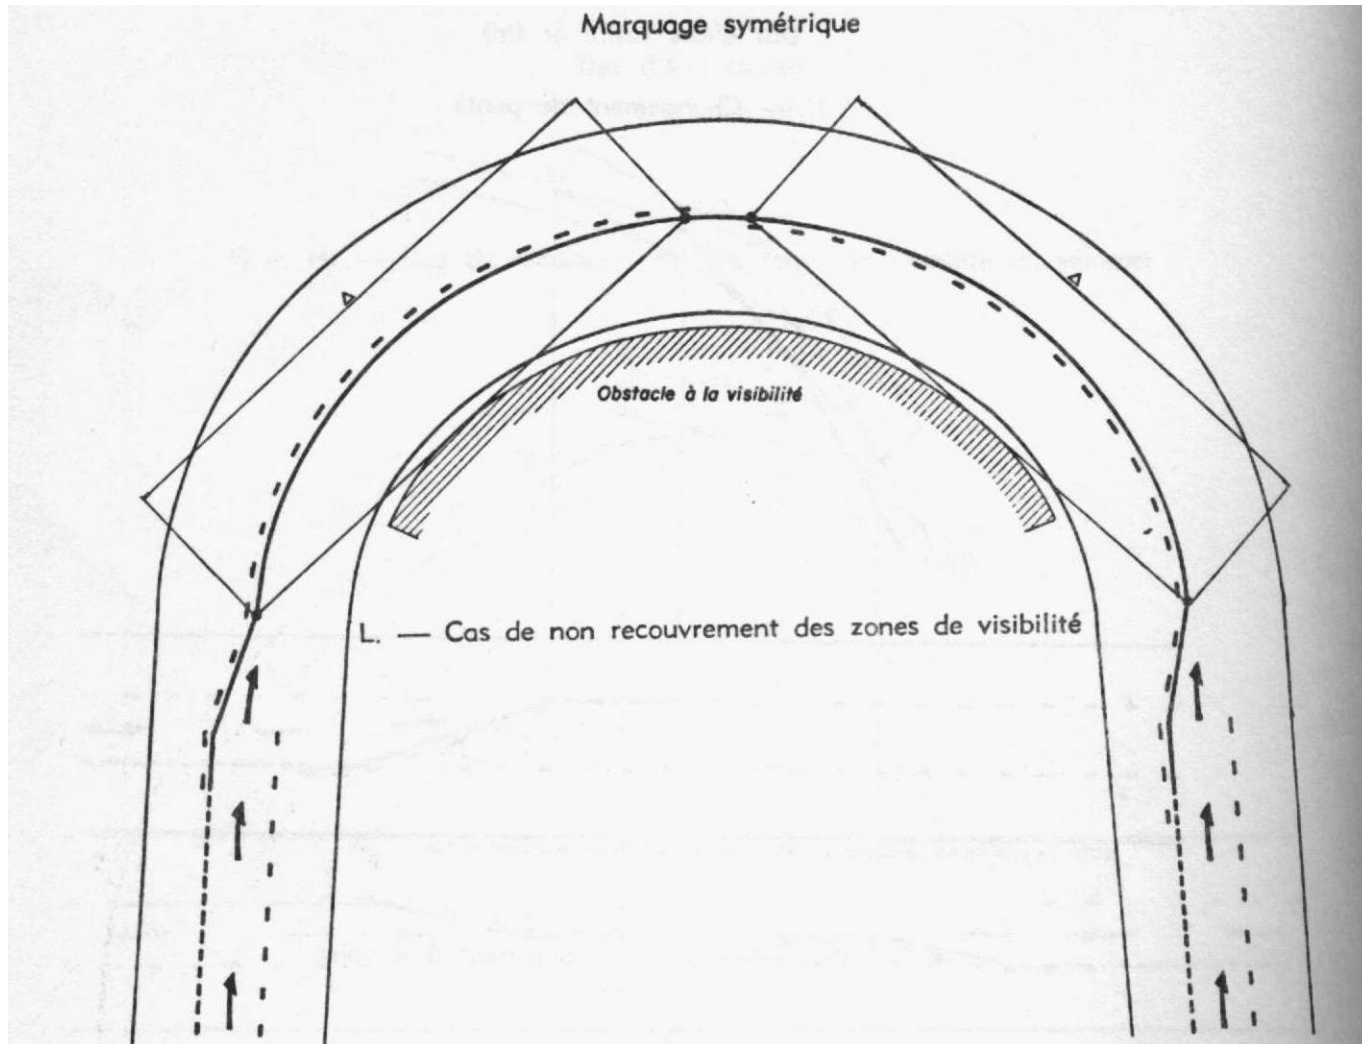 Marquage symétrique
Obstacle à la visibilité
L. — Cas de non recouvrement des zones de visibilité